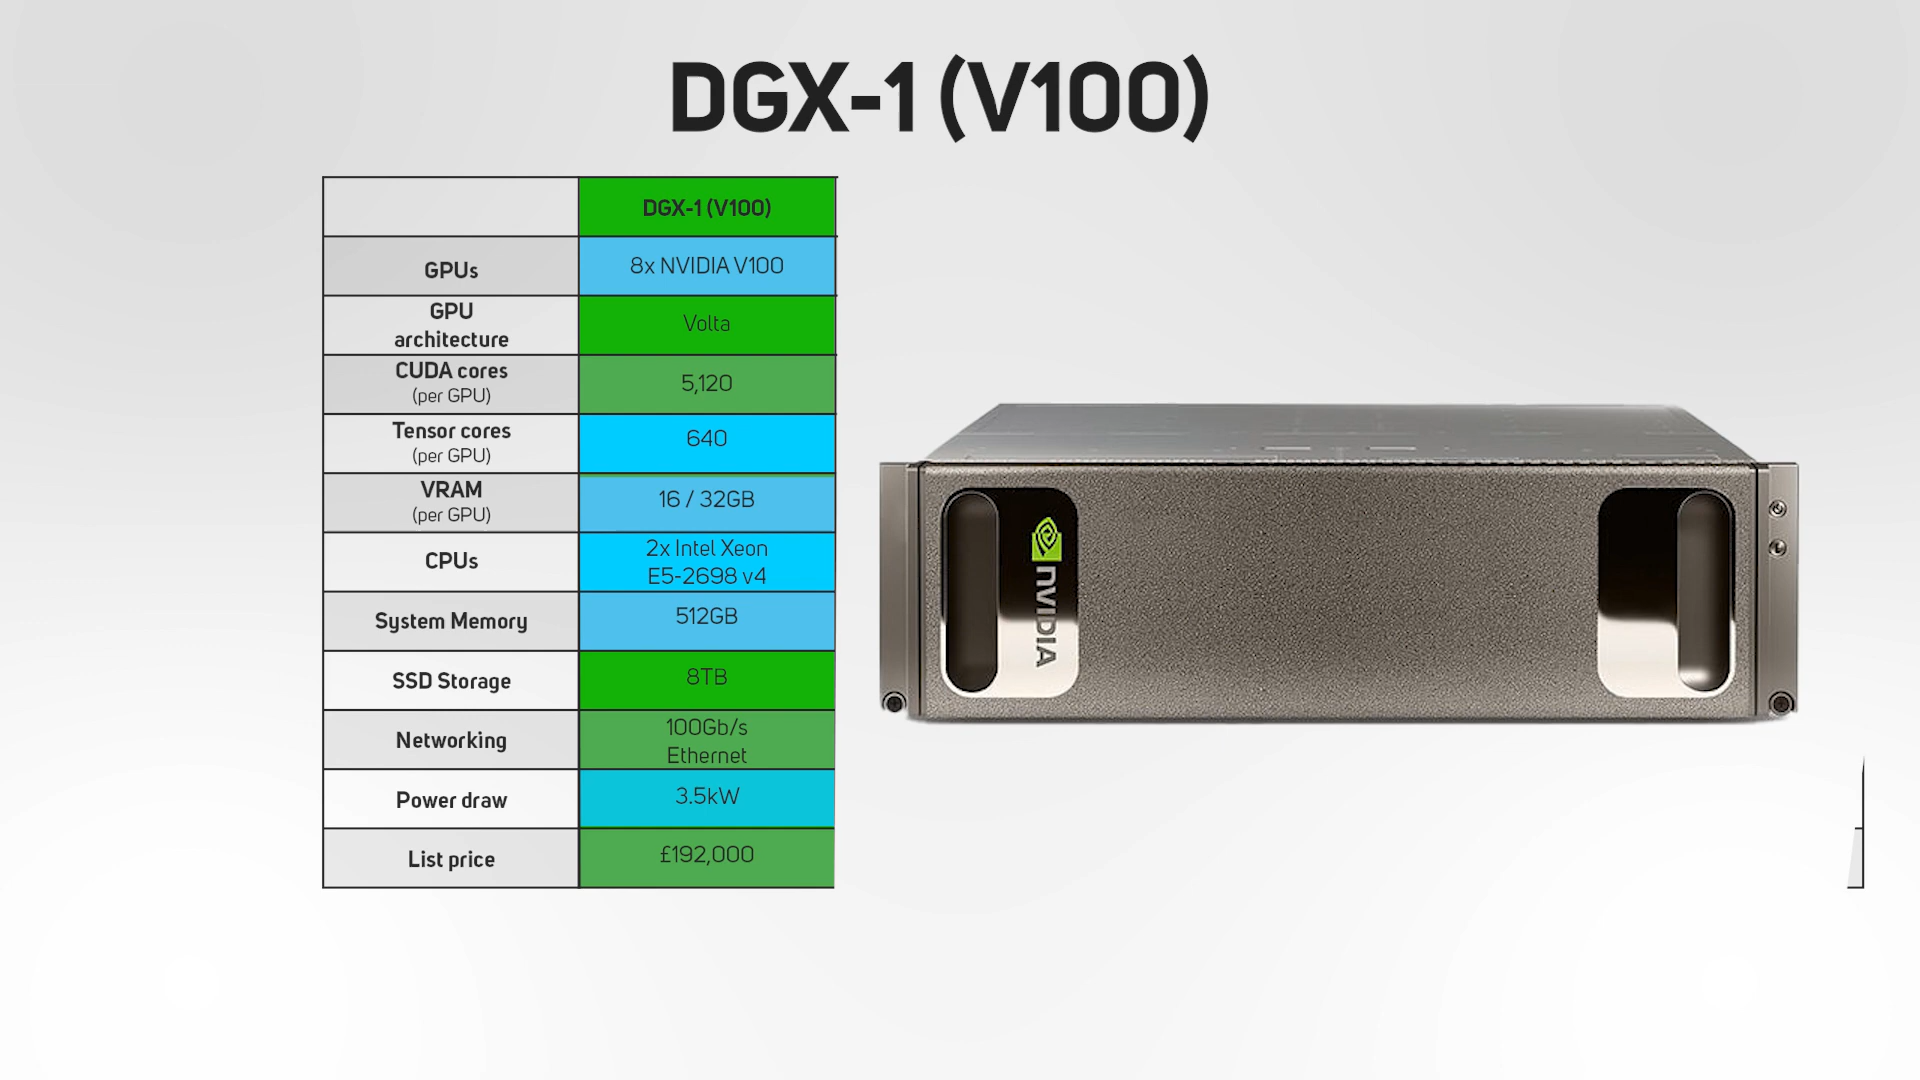 DGX-1 (V100)
DGX-1 (V100)
GPUs
8x NVIDIA V100
GPU
architecture
Volta
CUDA cores
(per GPU)
5,120
Tensor cores
(per GPU)
640
VRAM
(per GPU)
16 / 32GB
CPUs
2x Intel Xeon
E5-2698 v4
System Memory
512GB
SSD Storage
8TB
Networking
100Gb/s
Ethernet
Power draw
3.5kW
List price
£192,000
NVIDIA